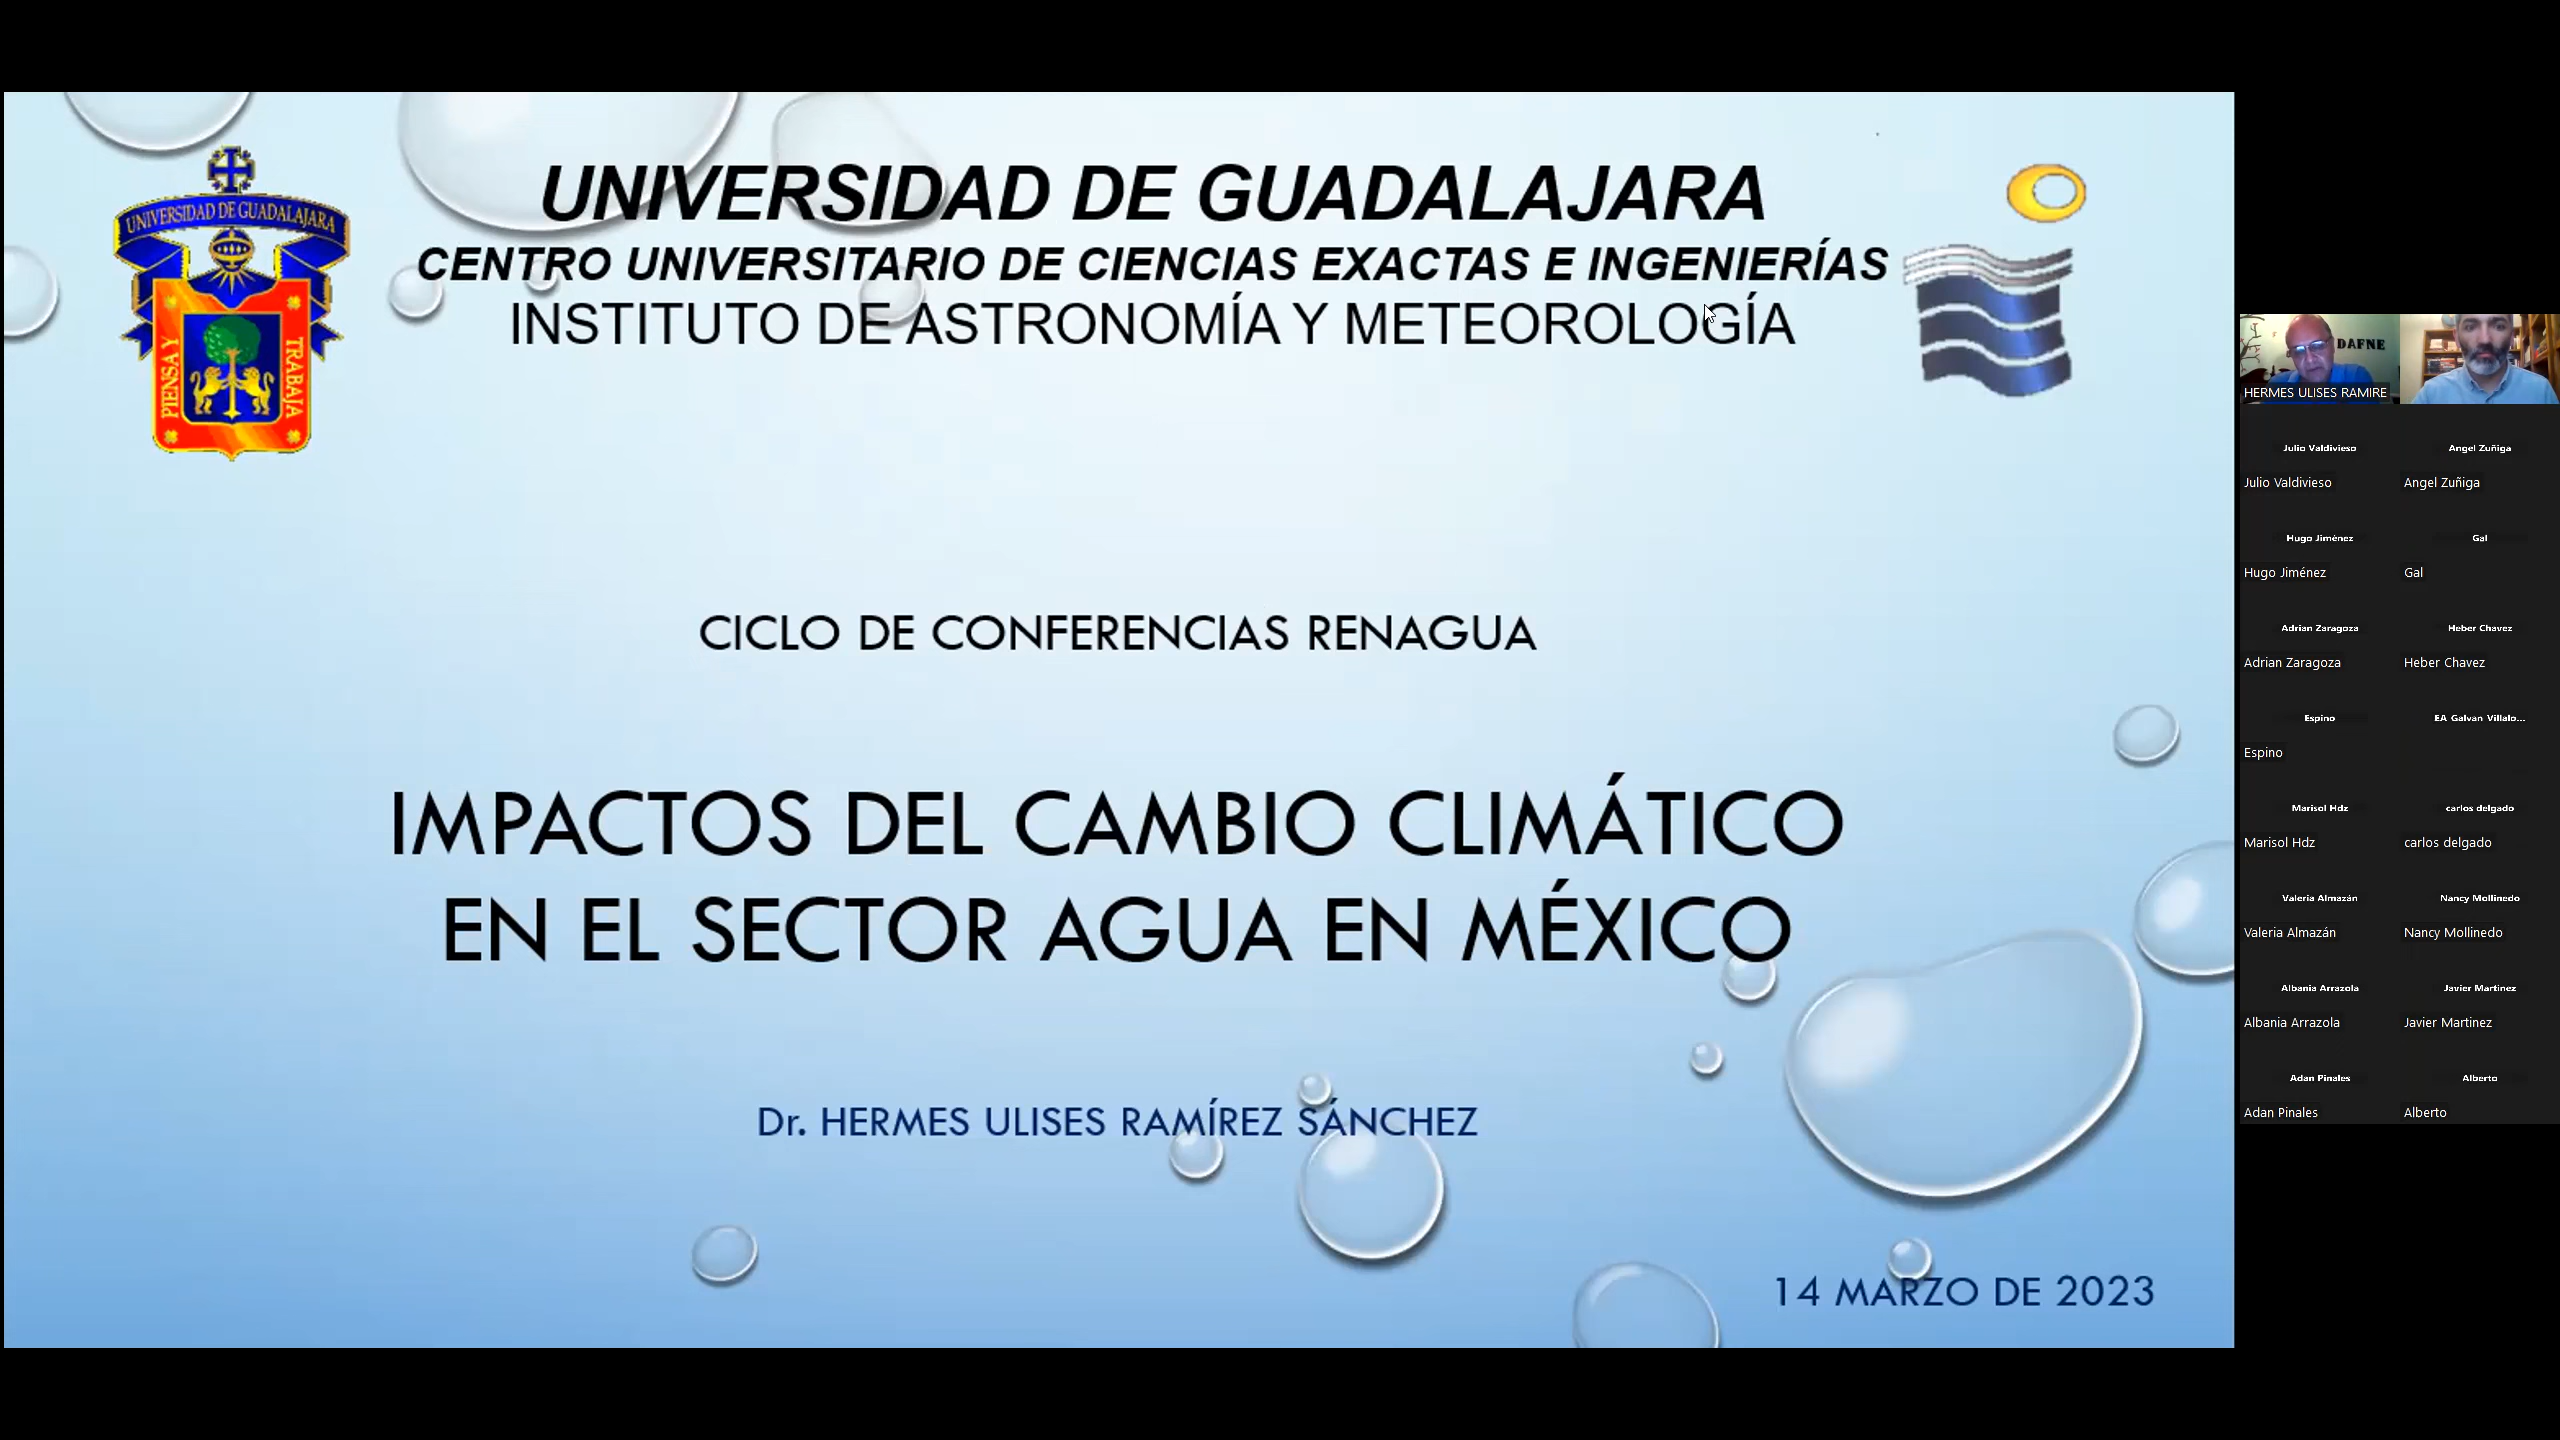 UNIVERSIDAD DE GUADALAJARA
PIENSA Y
TRABAJA
UNIVERSIDAD DE GUADALAJARA
CENTRO UNIVERSITARIO DE CIENCIAS EXACTAS E INGENIERÍAS
INSTITUTO DE ASTRONOMÍA Y METEOROLOGÍA
CICLO DE CONFERENCIAS RENAGUA
IMPACTOS DEL CAMBIO CLIMÁTICO
EN EL SECTOR AGUA EN MÉXICO
Dr. HERMES ULISES RAMÍREZ SÁNCHEZ
14 MARZO DE 2023
DAFNE
HERMES ULISES RAMIRE
Julio Valdivieso
Angel Zuñiga
Julio Valdivieso
Angel Zuñiga
Hugo Jiménez
Gal
Hugo Jiménez
Gal
Adrian Zaragoza
Heber Chavez
Adrian Zaragoza
Heber Chavez
Espino
EA Galvan Villalo...
Espino
Marisol Hdz
carlos delgado
Marisol Hdz
carlos delgado
Valeria Almazán
Nancy Mollinedo
Valeria Almazán
Nancy Mollinedo
Albania Arrazola
Javier Martinez
Albania Arrazola
Javier Martinez
Adan Pinales
Alberto
Adan Pinales
Alberto